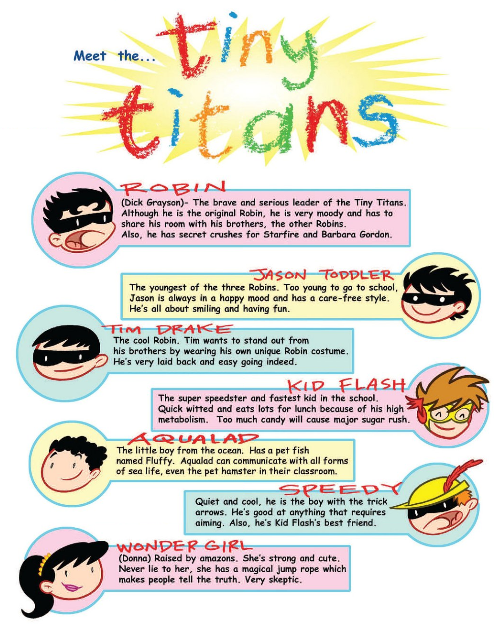 Meet the...
tiny
titans
ROBIN
(Dick Grayson)- The brave and serious leader of the Tiny Titans.
Although he is the original Robin, he is very moody and has to
share his room with his brothers, the other Robins.
Also, he has secret crushes for Starfire and Barbara Gordon.
JASON TODDLER
The youngest of the three Robins. Too young to go to school,
Jason is always in a happy mood and has a care-free style.
He's all about smiling and having fun.
TIM DRAKE
The cool Robin. Tim wants to stand out from
his brothers by wearing his own unique Robin costume.
He's very laid back and easy going indeed.
KID FLASH
The super speedster and fastest kid in the school.
Quick witted and eats lots for lunch because of his high
metabolism. Too much candy will cause major sugar rush.
AQUALAD
The little boy from the ocean. Has a pet fish
named Fluffy. Aqualad can communicate with all forms
of sea life, even the pet hamster in their classroom.
SPEEDY
Quiet and cool, he is the boy with the trick
arrows. He's good at anything that requires
aiming. Also, he's Kid Flash's best friend.
WONDER GIRL
(Donna) Raised by amazons. She's strong and cute.
Never lie to her, she has a magical jump rope which
makes people tell the truth. Very skeptic.